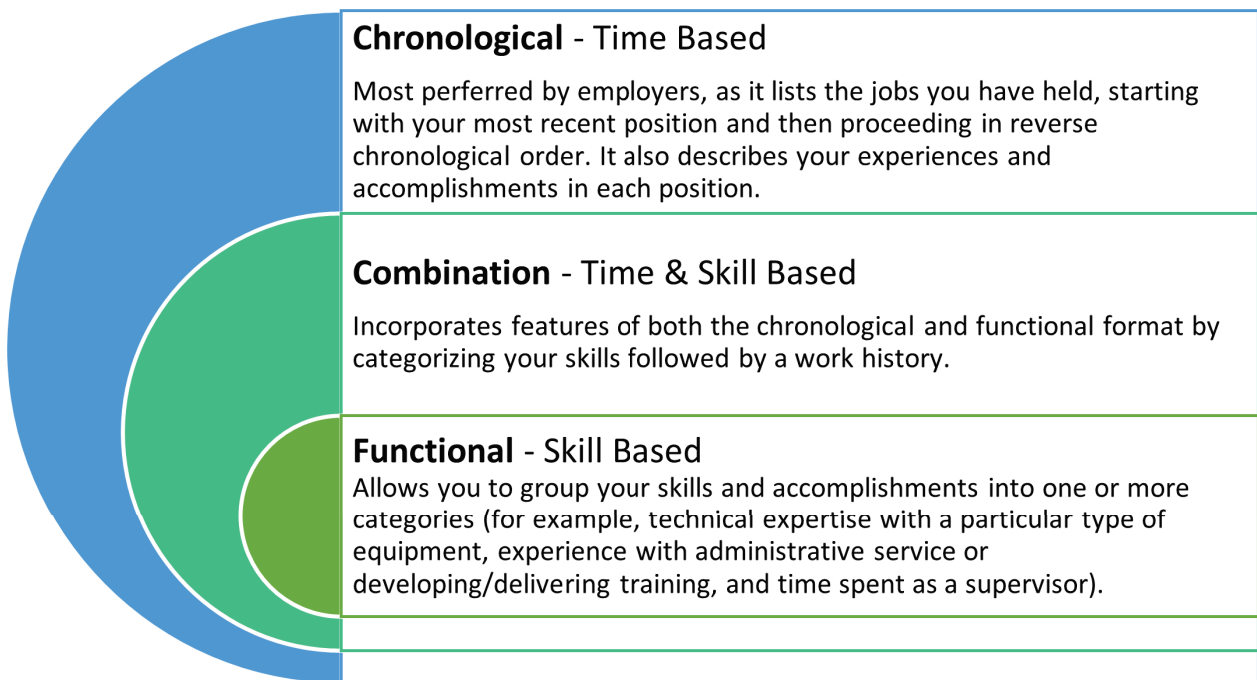 Chronological - Time Based
Most perferred by employers, as it lists the jobs you have held, starting
with your most recent position and then proceeding in reverse
chronological order. It also describes your experiences and
accomplishments in each position.
Combination - Time & Skill Based
Incorporates features of both the chronological and functional format by
categorizing your skills followed by a work history.
Functional - Skill Based
Allows you to group your skills and accomplishments into one or more
categories (for example, technical expertise with a particular type of
equipment, experience with administrative service or
developing/delivering training, and time spent as a supervisor).